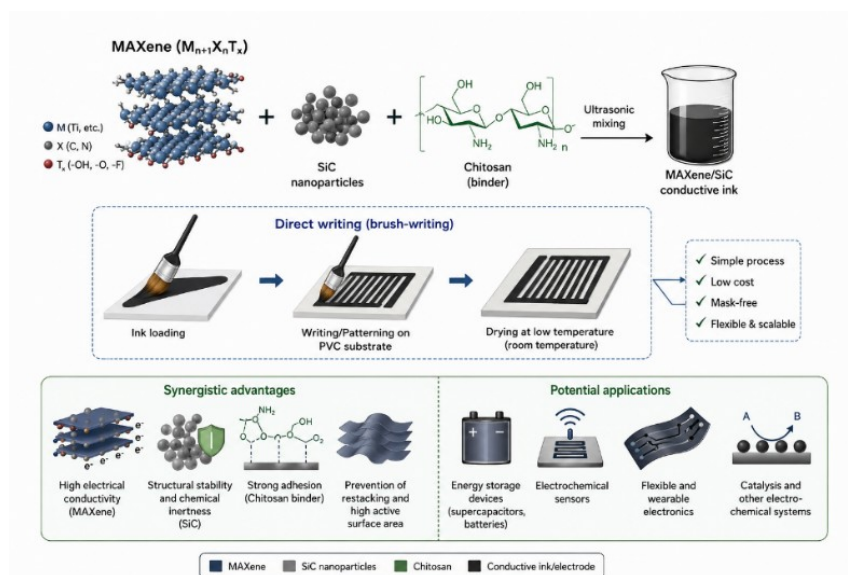 MAXene (Mn+1XnTx)
M (Ti, etc.)
X (C, N)
Tx (-OH, -O, -F)
+
SiC
nanoparticles
+
OH
HO
O
NH2
O
OH
HO
O
NH2
O
n
Chitosan
(binder)
Ultrasonic
mixing
MAXene/SiC
conductive ink
Direct writing (brush-writing)
Ink loading
Writing/Patterning on
PVC substrate
Drying at low temperature
(room temperature)
✓ Simple process
✓ Low cost
✓ Mask-free
✓ Flexible & scalable
Synergistic advantages
e⁻
e⁻
e⁻
e⁻
e⁻
High electrical
conductivity
(MAXene)
Structural stability
and chemical
inertness
(SiC)
NH2
OH
O
O2
Strong adhesion
(Chitosan binder)
Prevention of
restacking and
high active
surface area
Potential applications
+ −
Energy storage
devices
(supercapacitors,
batteries)
Electrochemical
sensors
Flexible and
wearable
electronics
A B
Catalysis and
other electro-
chemical systems
MAXene
SiC nanoparticles
Chitosan
Conductive ink/electrode